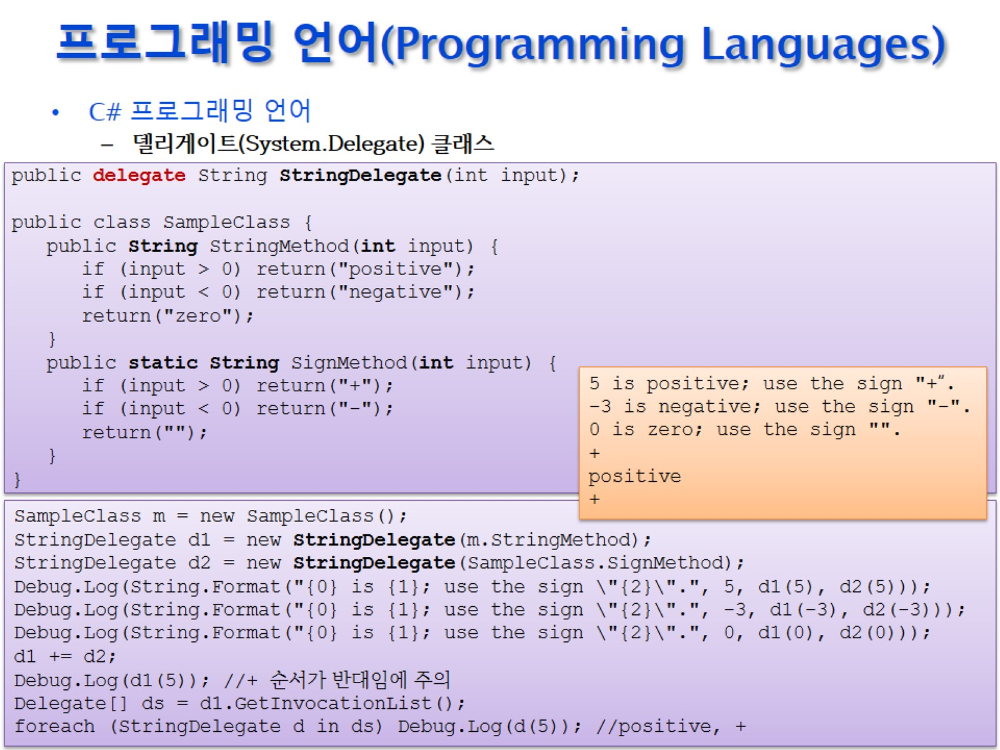 프로그래밍 언어(Programming Languages)
• C# 프로그래밍 언어
– 델리게이트(System.Delegate) 클래스
public delegate String StringDelegate(int input);
public class SampleClass {
public String StringMethod(int input) {
if (input > 0) return("positive");
if (input < 0) return("negative");
return("zero");
}
public static String SignMethod(int input) {
if (input > 0) return("+");
if (input < 0) return("-");
return("");
}
}
5 is positive; use the sign "+“.
-3 is negative; use the sign "-".
0 is zero; use the sign "".
+
positive
+
SampleClass m = new SampleClass();
StringDelegate d1 = new StringDelegate(m.StringMethod);
StringDelegate d2 = new StringDelegate(SampleClass.SignMethod);
Debug.Log(String.Format("{0} is {1}; use the sign \"{2}\".", 5, d1(5), d2(5)));
Debug.Log(String.Format("{0} is {1}; use the sign \"{2}\".", -3, d1(-3), d2(-3)));
Debug.Log(String.Format("{0} is {1}; use the sign \"{2}\".", 0, d1(0), d2(0)));
d1 += d2;
Debug.Log(d1(5)); //+ 순서가 반대임에 주의
Delegate[] ds = d1.GetInvocationList();
foreach (StringDelegate d in ds) Debug.Log(d(5)); //positive, +